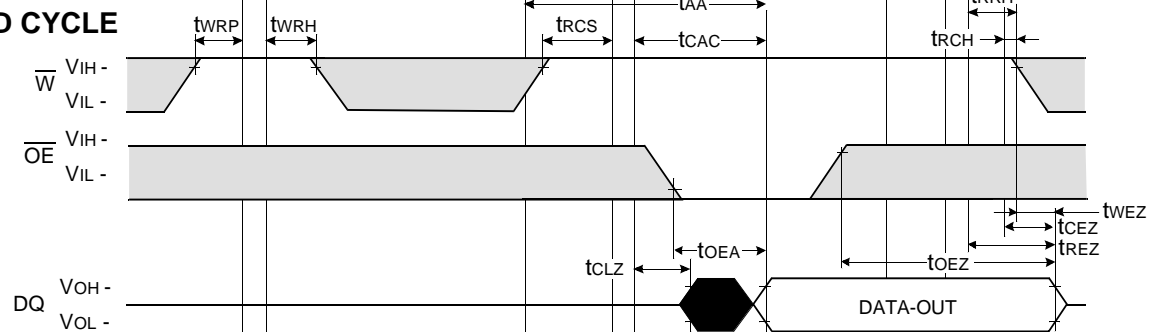 tAA
tRRH
D CYCLE
tWRP
tWRH
tRCS
tCAC
tRCH
W
VIH -
VIL -
OE
VIH -
VIL -
tWEZ
tCEZ
tREZ
tOEA
tOEZ
tCLZ
DQ
VOH -
VOL -
DATA-OUT